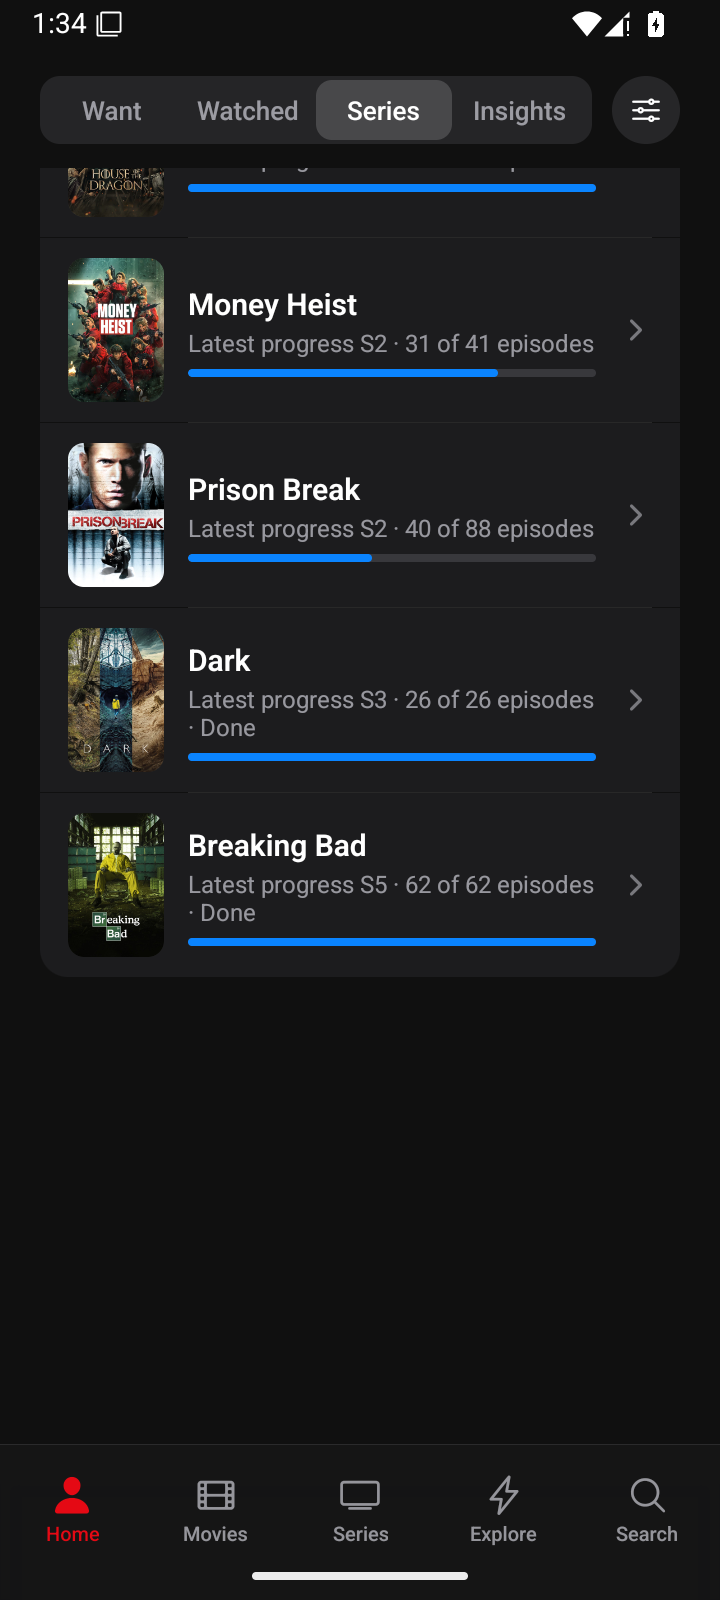 1:34
Want
Watched
Series
Insights
HOUSE OF THE
DRAGON
MONEY
HEIST
Money Heist
Latest progress S2 · 31 of 41 episodes
PRISON BREAK
Prison Break
Latest progress S2 · 40 of 88 episodes
DARK
Dark
Latest progress S3 · 26 of 26 episodes
· Done
Breaking
Bad
Breaking Bad
Latest progress S5 · 62 of 62 episodes
· Done
Home
Movies
Series
Explore
Search